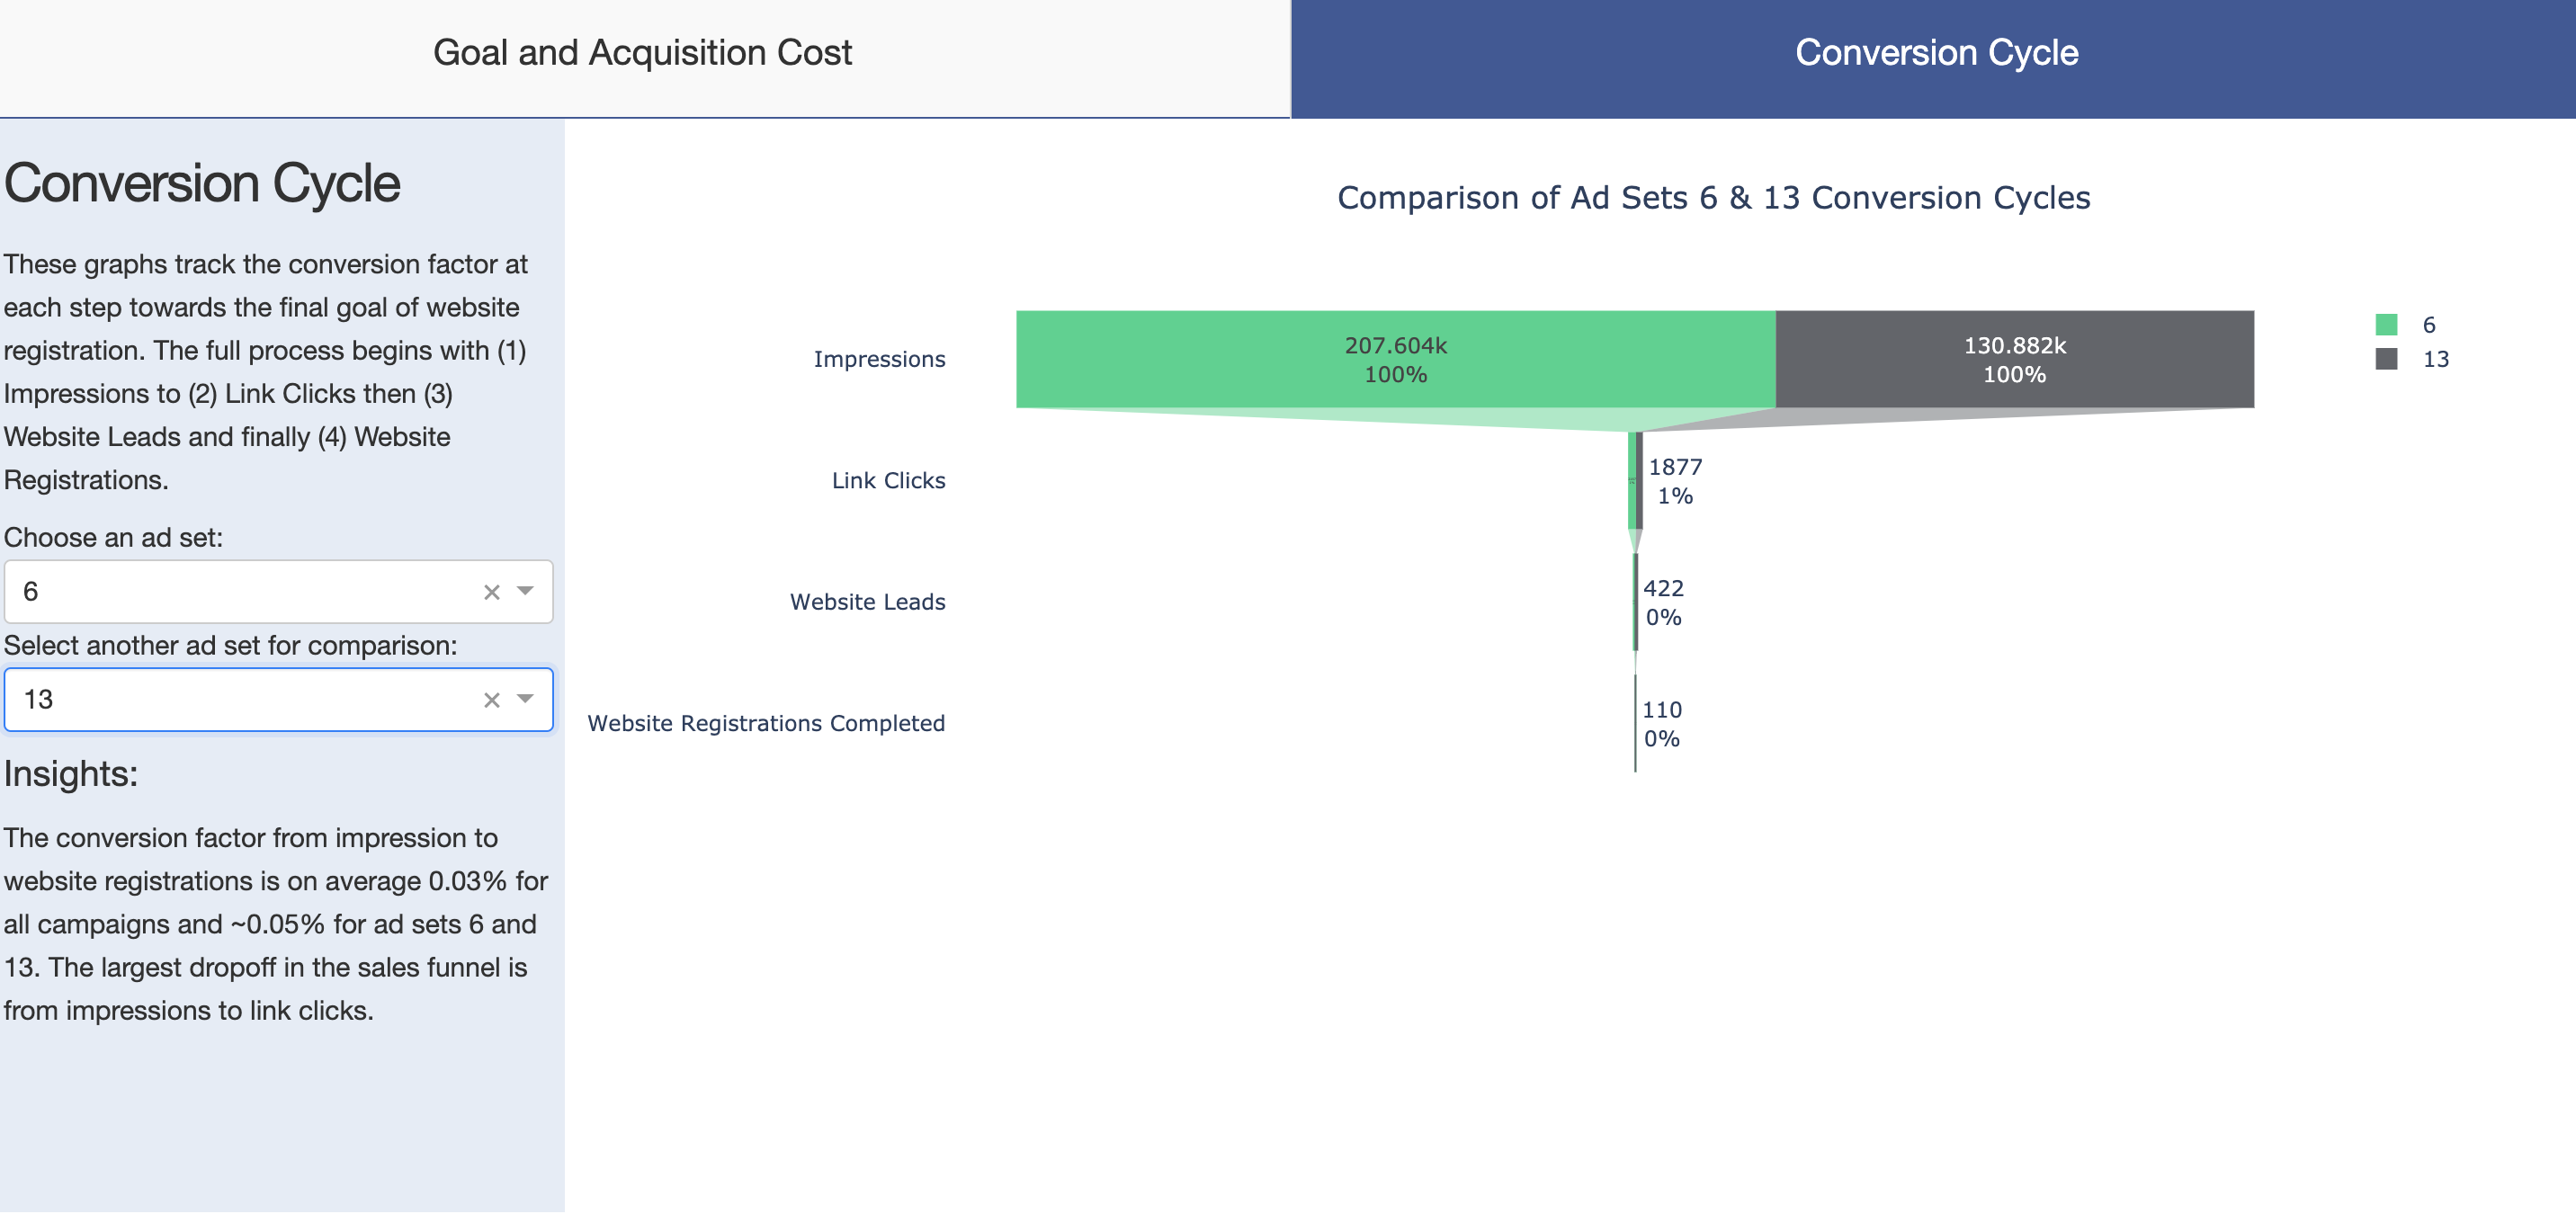 Goal and Acquisition Cost
Conversion Cycle
Conversion Cycle
These graphs track the conversion factor at
each step towards the final goal of website
registration. The full process begins with (1)
Impressions to (2) Link Clicks then (3)
Website Leads and finally (4) Website
Registrations.
Choose an ad set:
6
Select another ad set for comparison:
13
Insights:
The conversion factor from impression to
website registrations is on average 0.03% for
all campaigns and ~0.05% for ad sets 6 and
13. The largest dropoff in the sales funnel is
from impressions to link clicks.
Comparison of Ad Sets 6 & 13 Conversion Cycles
Impressions
207.604k
100%
130.882k
100%
6
13
Link Clicks
1877
1%
Website Leads
422
0%
Website Registrations Completed
110
0%